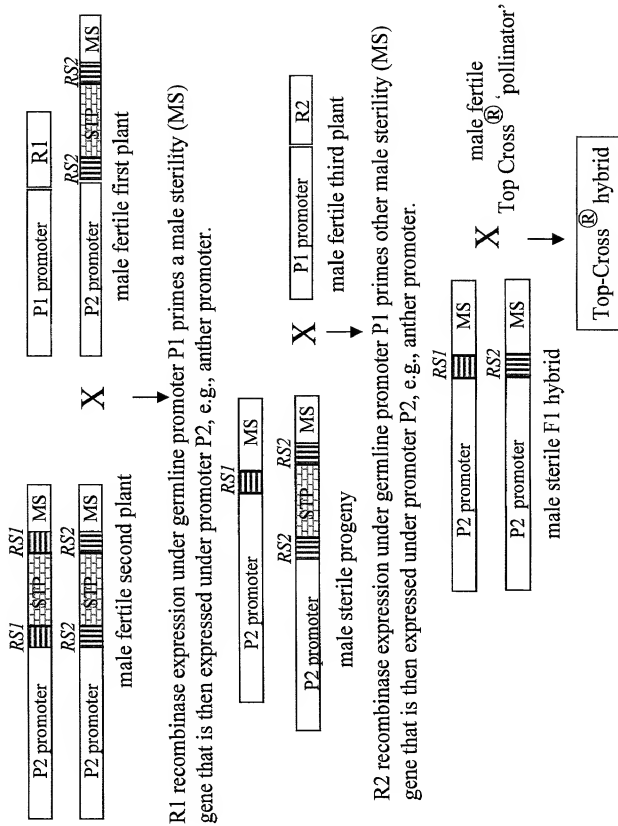 RS1 RS1
P2 promoter STP MS
RS2 RS2
P2 promoter STP MS
male fertile second plant
X
P1 promoter R1
RS2 RS2
P2 promoter STP MS
male fertile first plant
R1 recombinase expression under germline promoter P1 primes a male sterility (MS)
gene that is then expressed under promoter P2, e.g., anther promoter.
RS1
P2 promoter MS
RS2 RS2
P2 promoter STP MS
male sterile progeny
X
P1 promoter R2
male fertile third plant
R2 recombinase expression under germline promoter P1 primes other male sterility (MS)
gene that is then expressed under promoter P2, e.g., anther promoter.
RS1
P2 promoter MS
RS2
P2 promoter MS
male sterile F1 hybrid
X
male fertile
Top Cross® ‘pollinator’
Top-Cross® hybrid